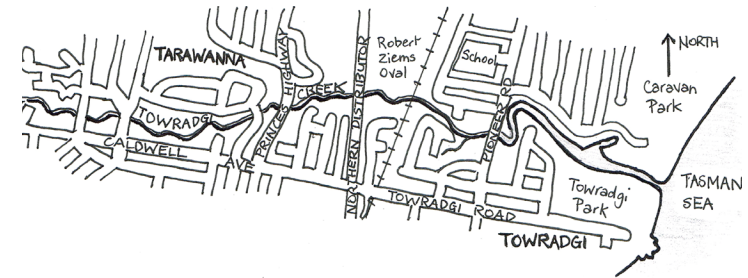 NORTH
TARAWANNA
Robert
Ziems
Oval
School
Caravan
Park
PRINCES HIGHWAY
NORTHERN DISTRIBUTOR
PIONEER RD
TOWRADGI CREEK
CALDWELL AVE
TOWRADGI ROAD
Towradgi
Park
TASMAN
SEA
TOWRADGI